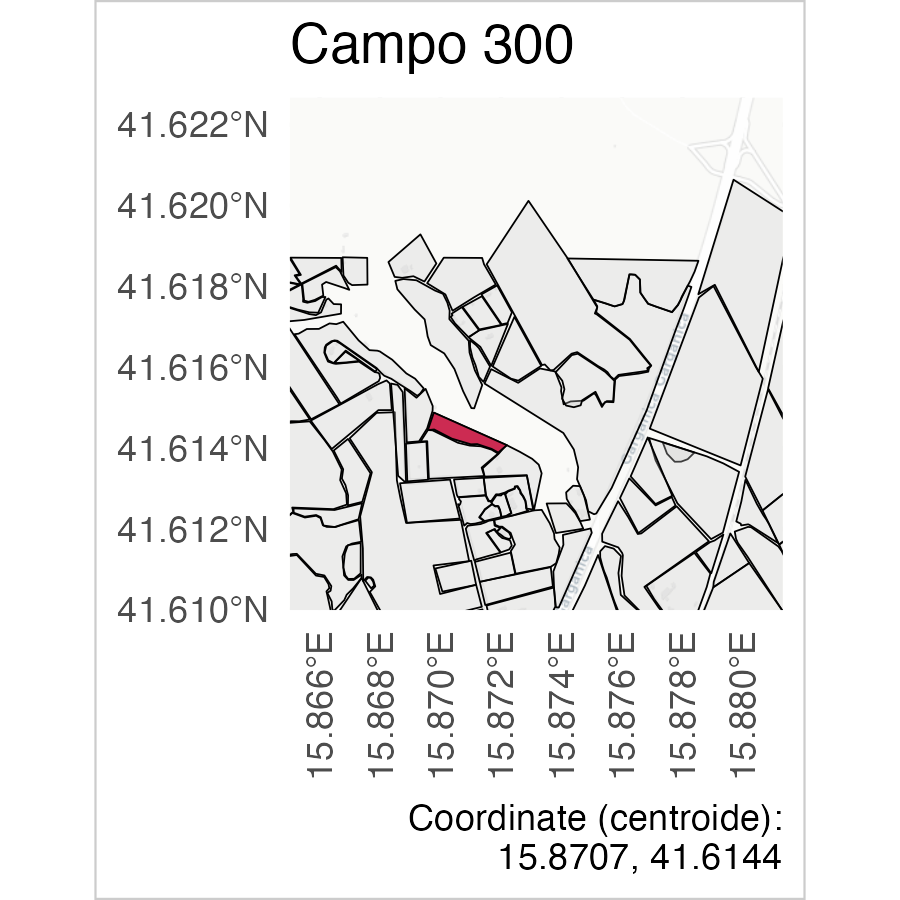 Campo 300
41.622°N
41.620°N
41.618°N
41.616°N
41.614°N
41.612°N
41.610°N
Garganica Garganica
15.866°E
15.868°E
15.870°E
15.872°E
15.874°E
15.876°E
15.878°E
15.880°E
Coordinate (centroide):
15.8707, 41.6144